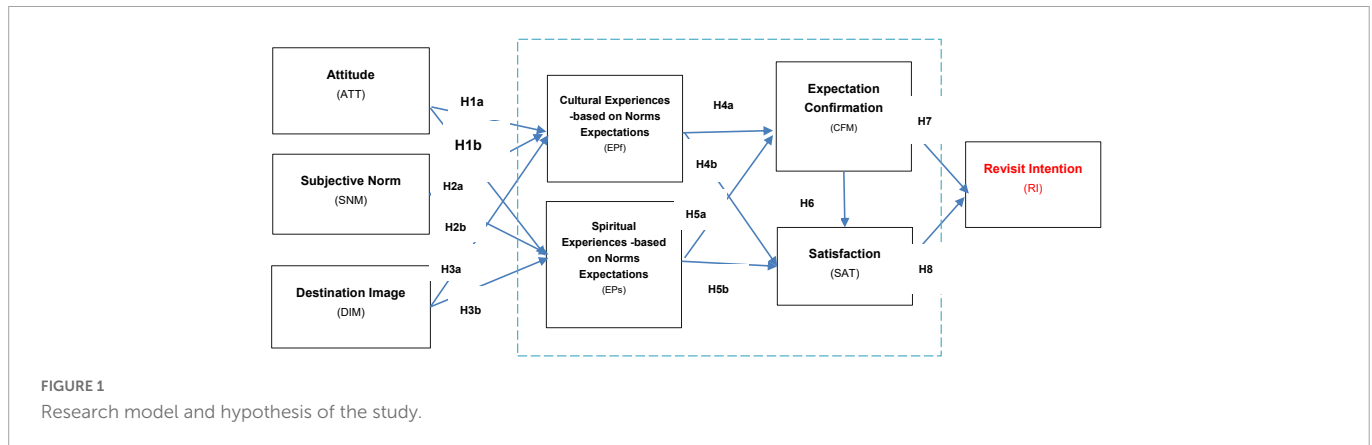 Attitude
(ATT)
H1a
H1b
Subjective Norm
(SNM)
H2a
H2b
Destination Image
(DIM)
H3a
H3b
Cultural Experiences
-based on Norms
Expectations
(EPf)
Spiritual
Experiences -based
on Norms
Expectations
(EPs)
H4a
H4b
H5a
H5b
Expectation
Confirmation
(CFM)
H6
Satisfaction
(SAT)
H7
H8
Revisit Intention
(RI)
FIGURE 1
Research model and hypothesis of the study.